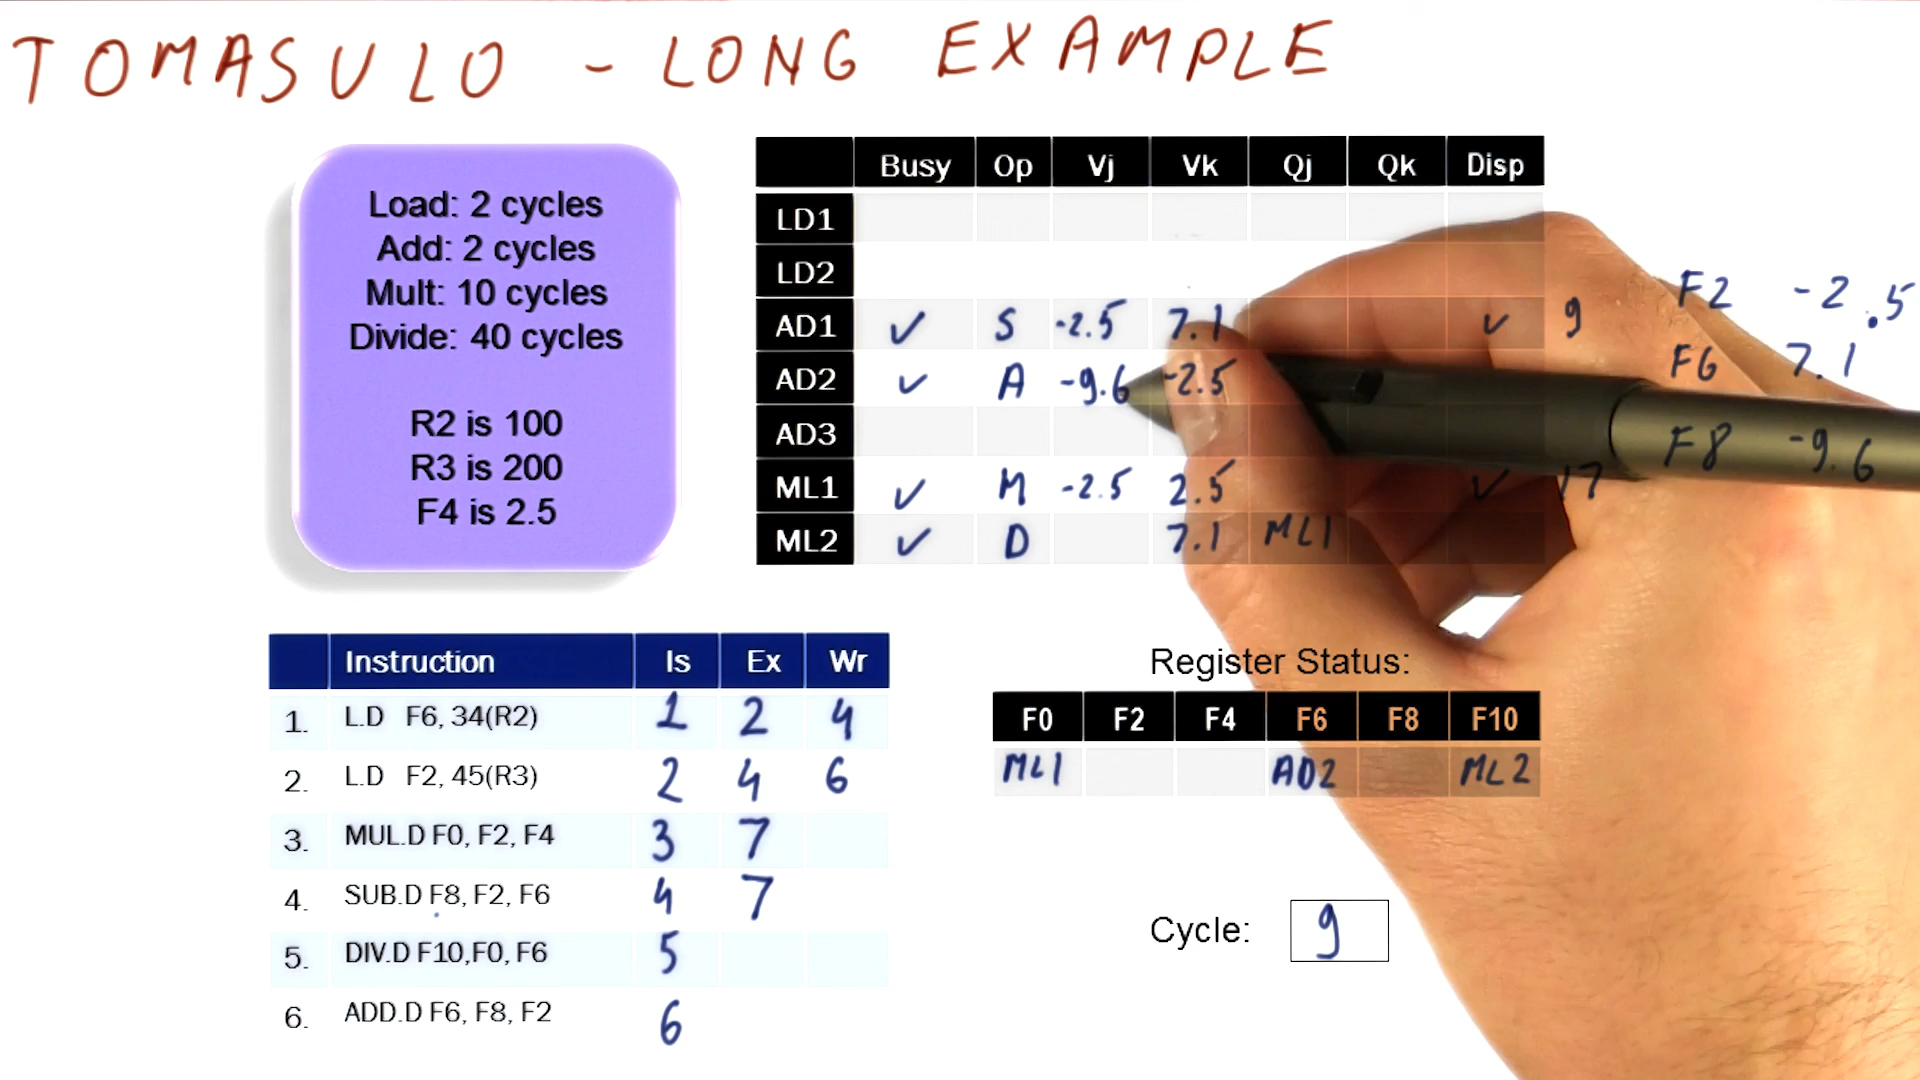 TOMASULO - LONG EXAMPLE
Load: 2 cycles
Add: 2 cycles
Mult: 10 cycles
Divide: 40 cycles
R2 is 100
R3 is 200
F4 is 2.5
Busy Op Vj Vk Qj Qk Disp
LD1
LD2
AD1 ✓ S -2.5 7.1 ✓ 9
AD2 ✓ A -9.6 -2.5
AD3
ML1 ✓ M -2.5 2.5 ✓ 17
ML2 ✓ D 7.1 ML1
F2 -2.5
F6 7.1
F8 -9.6
Instruction Is Ex Wr
1. L.D F6, 34(R2) 1 2 4
2. L.D F2, 45(R3) 2 4 6
3. MUL.D F0, F2, F4 3 7
4. SUB.D F8, F2, F6 4 7
5. DIV.D F10,F0, F6 5
6. ADD.D F6, F8, F2 6
Register Status:
F0 F2 F4 F6 F8 F10
ML1 AD2 ML2
Cycle: 9